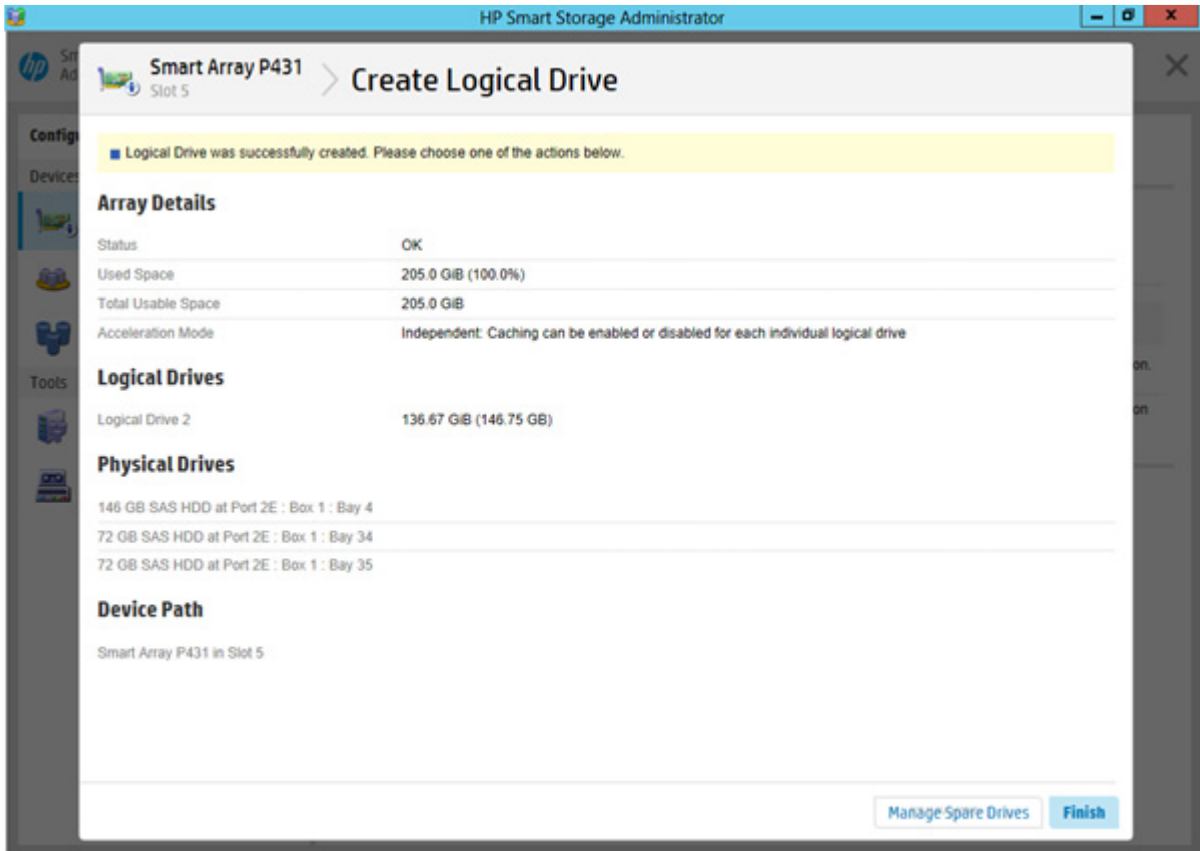 HP Smart Storage Administrator
hp
Smart Array P431
Slot 5
Create Logical Drive
Logical Drive was successfully created. Please choose one of the actions below.
Array Details
Status OK
Used Space 205.0 GiB (100.0%)
Total Usable Space 205.0 GiB
Acceleration Mode Independent: Caching can be enabled or disabled for each individual logical drive
Logical Drives
Logical Drive 2 136.67 GiB (146.75 GB)
Physical Drives
146 GB SAS HDD at Port 2E : Box 1 : Bay 4
72 GB SAS HDD at Port 2E : Box 1 : Bay 34
72 GB SAS HDD at Port 2E : Box 1 : Bay 35
Device Path
Smart Array P431 in Slot 5
Manage Spare Drives Finish
Configu
Devices
Tools
on.
on